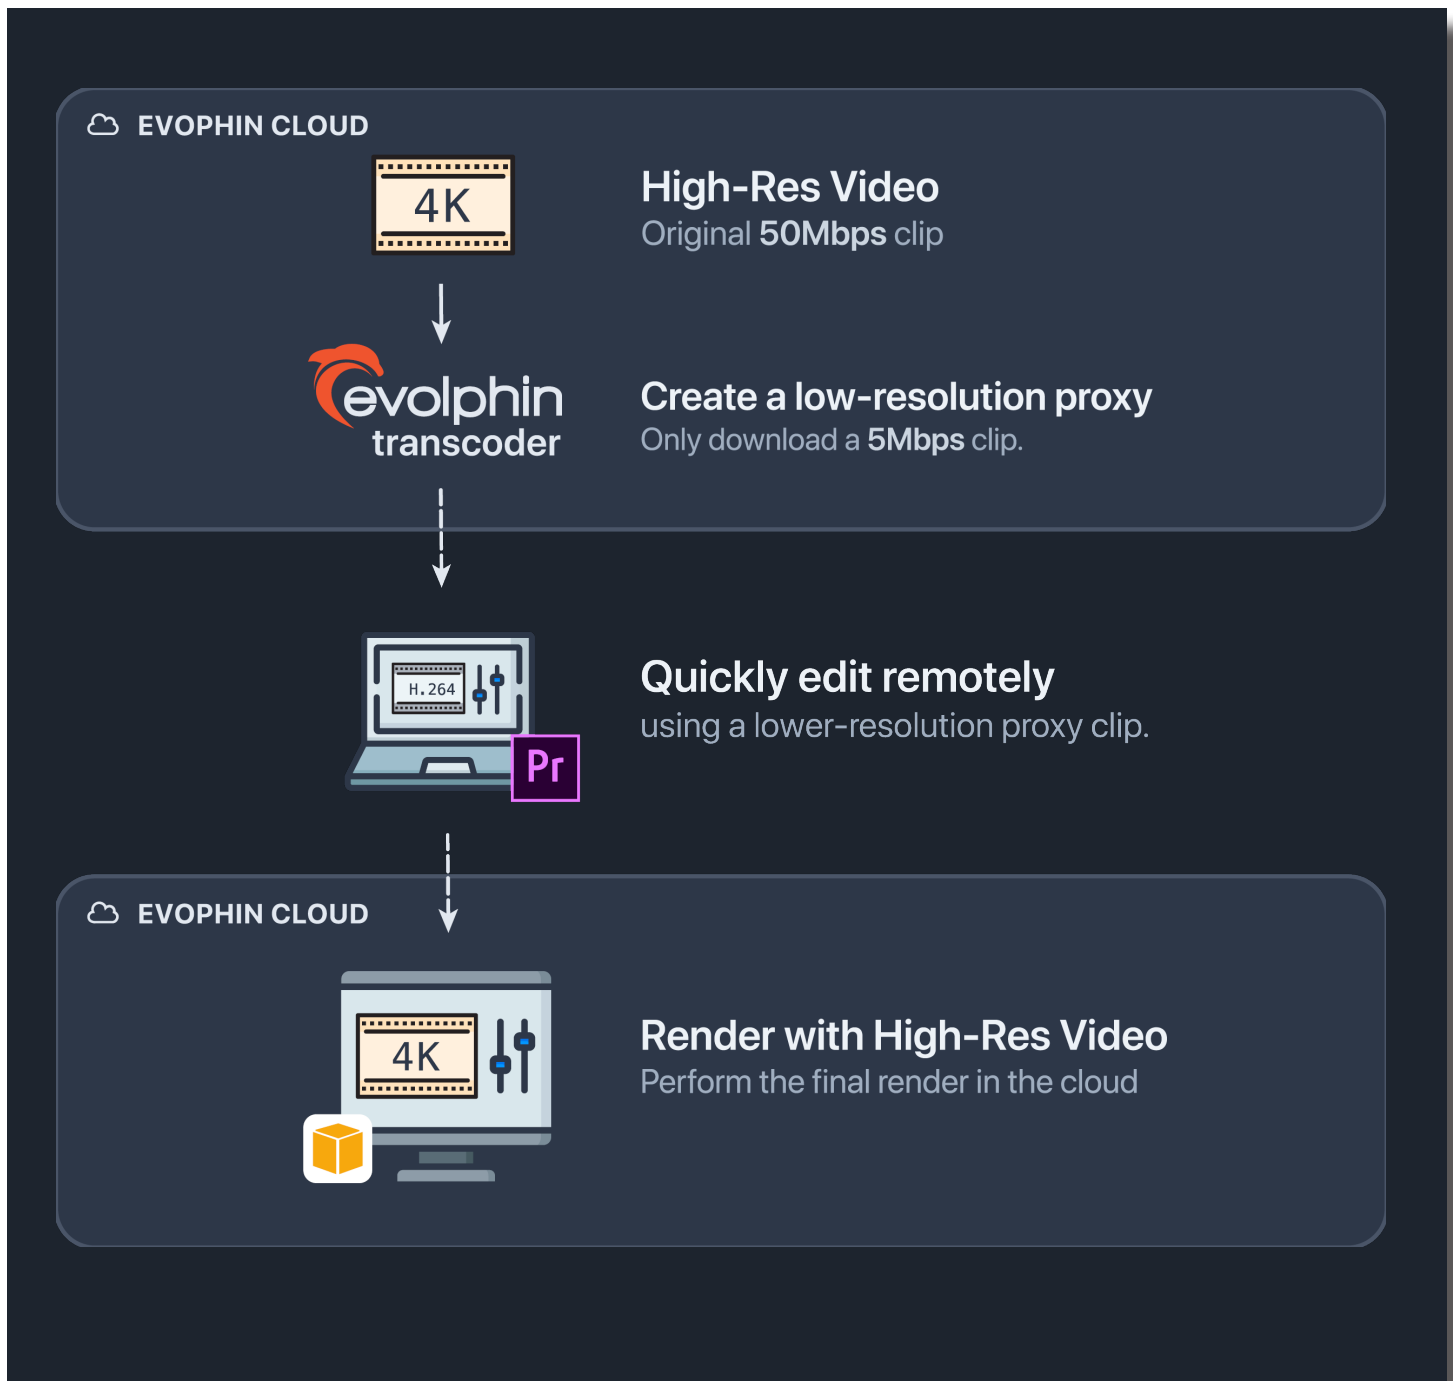 EVOPHIN CLOUD
4K
High-Res Video
Original 50Mbps clip
evolphin
transcoder
Create a low-resolution proxy
Only download a 5Mbps clip.
H.264
Pr
Quickly edit remotely
using a lower-resolution proxy clip.
EVOPHIN CLOUD
4K
Render with High-Res Video
Perform the final render in the cloud